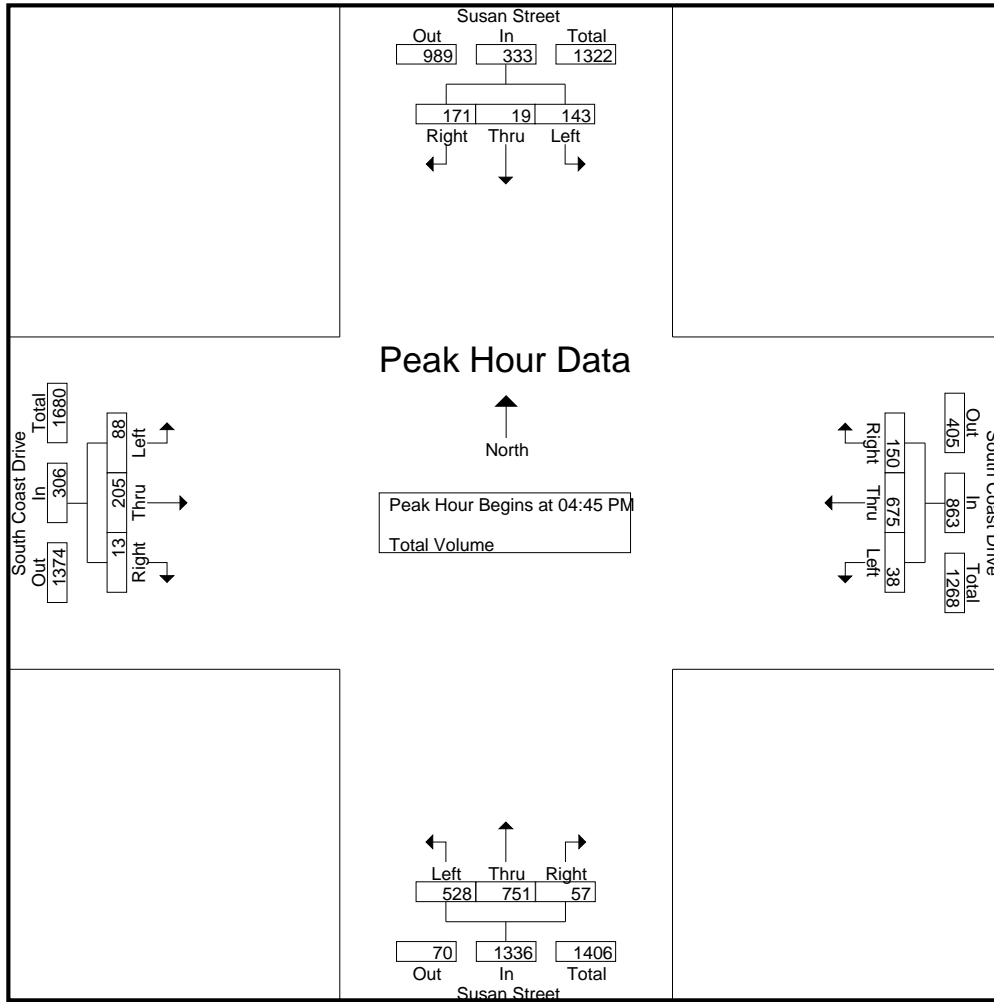 Susan Street
Out In Total
989 333 1322
171 19 143
Right Thru Left
Peak Hour Data
North
Peak Hour Begins at 04:45 PM
Total Volume
South Coast Drive
Total In Out
1680 306 1374
88 205 13
Left Thru Right
South Coast Drive
Out In Total
405 863 1268
150 675 38
Right Thru Left
Left Thru Right
528 751 57
70 1336 1406
Out In Total
Susan Street